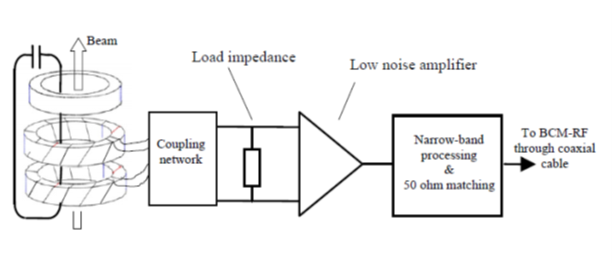 Beam
Load impedance
Low noise amplifier
Coupling
network
Narrow-band
processing
&
50 ohm matching
To BCM-RF
through coaxial
cable